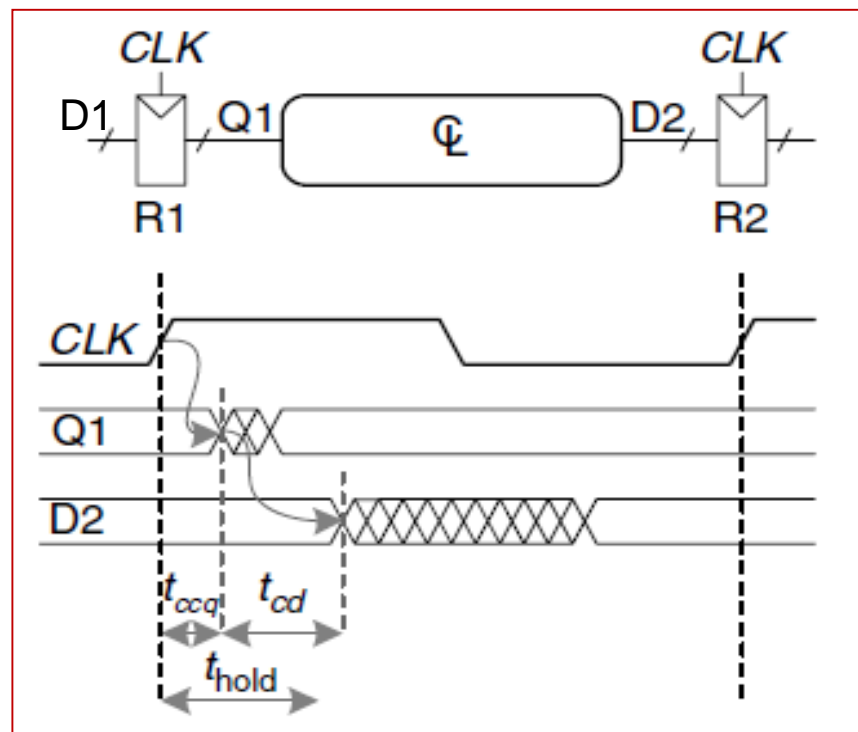 CLK CLK
D1 Q1 CL D2
R1 R2
CLK
Q1
D2
tccq tcd
thold